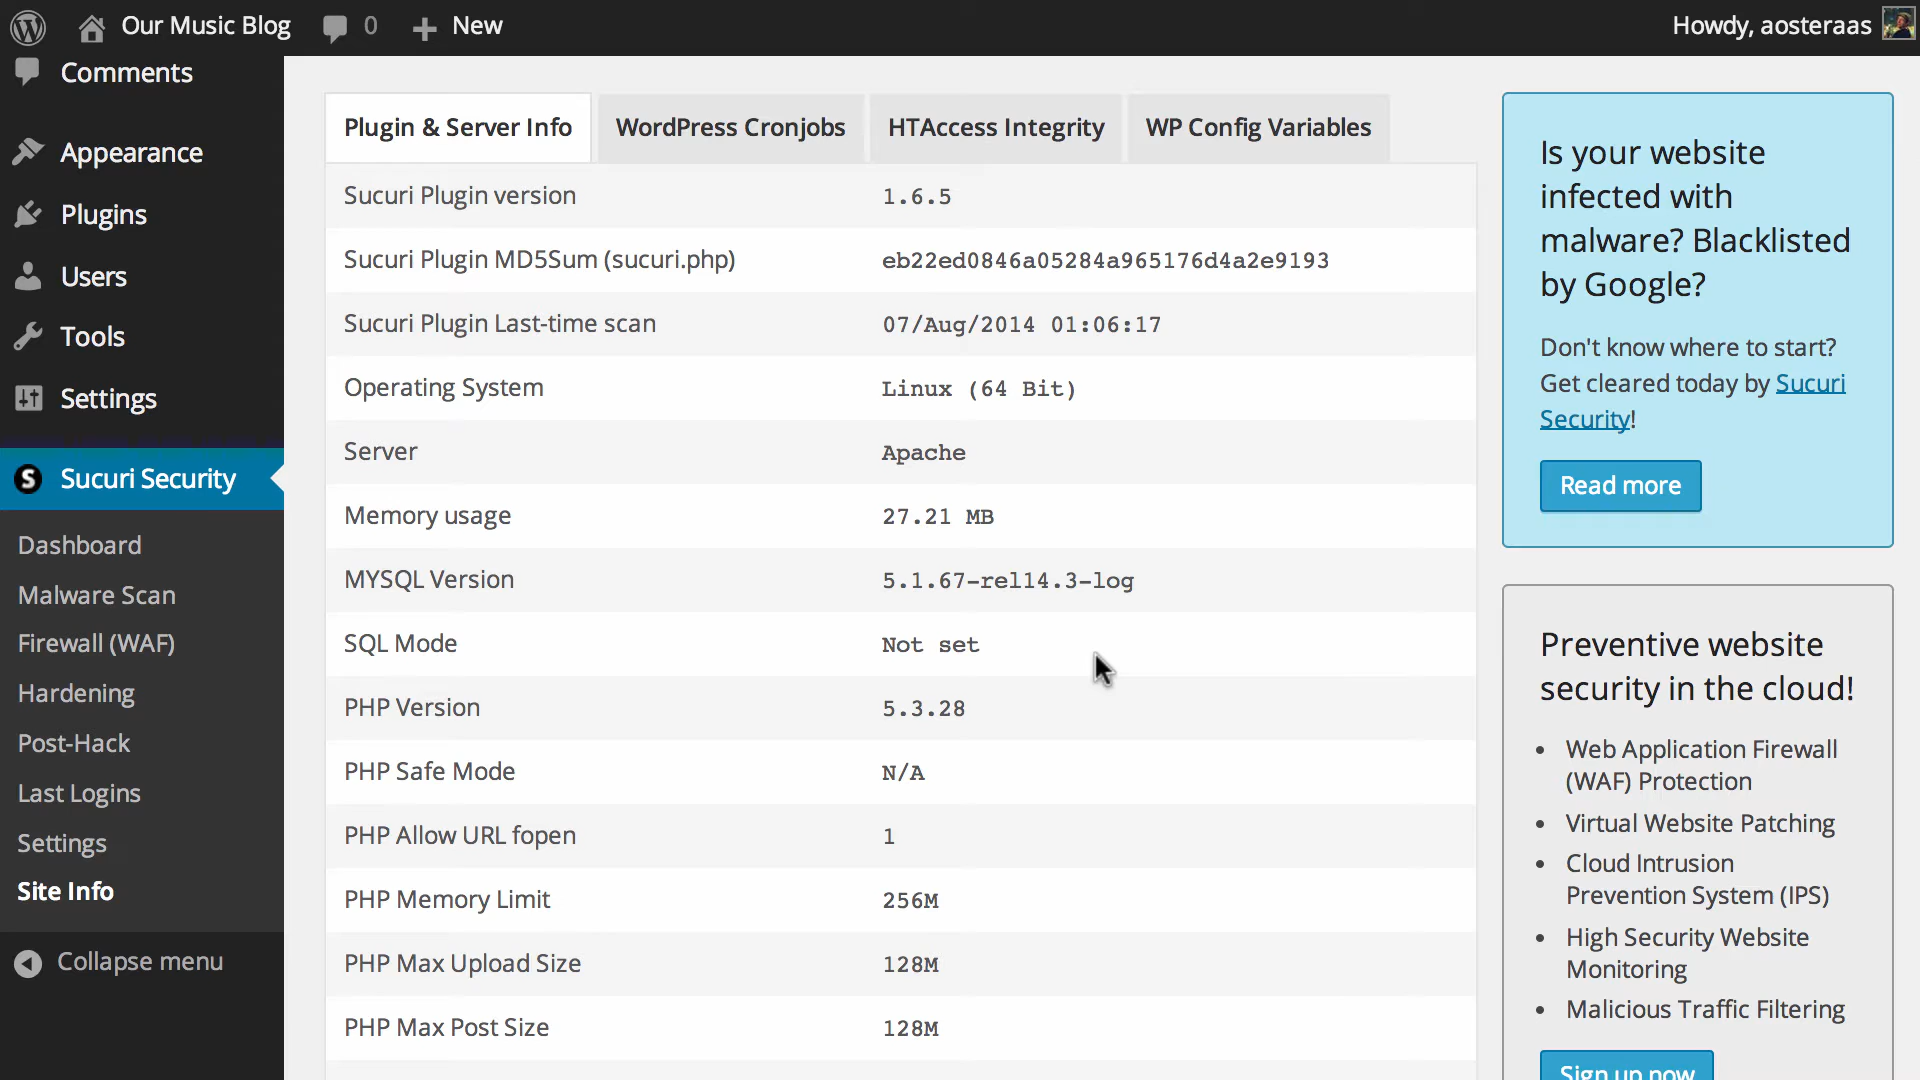 Our Music Blog
0
New
Howdy, aosteraas
Comments
Appearance
Plugins
Users
Tools
Settings
Sucuri Security
Dashboard
Malware Scan
Firewall (WAF)
Hardening
Post-Hack
Last Logins
Settings
Site Info
Collapse menu
Plugin & Server Info
WordPress Cronjobs
HTAccess Integrity
WP Config Variables
Sucuri Plugin version 1.6.5
Sucuri Plugin MD5Sum (sucuri.php) eb22ed0846a05284a965176d4a2e9193
Sucuri Plugin Last-time scan 07/Aug/2014 01:06:17
Operating System Linux (64 Bit)
Server Apache
Memory usage 27.21 MB
MYSQL Version 5.1.67-rel14.3-log
SQL Mode Not set
PHP Version 5.3.28
PHP Safe Mode N/A
PHP Allow URL fopen 1
PHP Memory Limit 256M
PHP Max Upload Size 128M
PHP Max Post Size 128M
Is your website
infected with
malware? Blacklisted
by Google?
Don't know where to start?
Get cleared today by Sucuri
Security!
Read more
Preventive website
security in the cloud!
• Web Application Firewall
(WAF) Protection
• Virtual Website Patching
• Cloud Intrusion
Prevention System (IPS)
• High Security Website
Monitoring
• Malicious Traffic Filtering
Sign up now